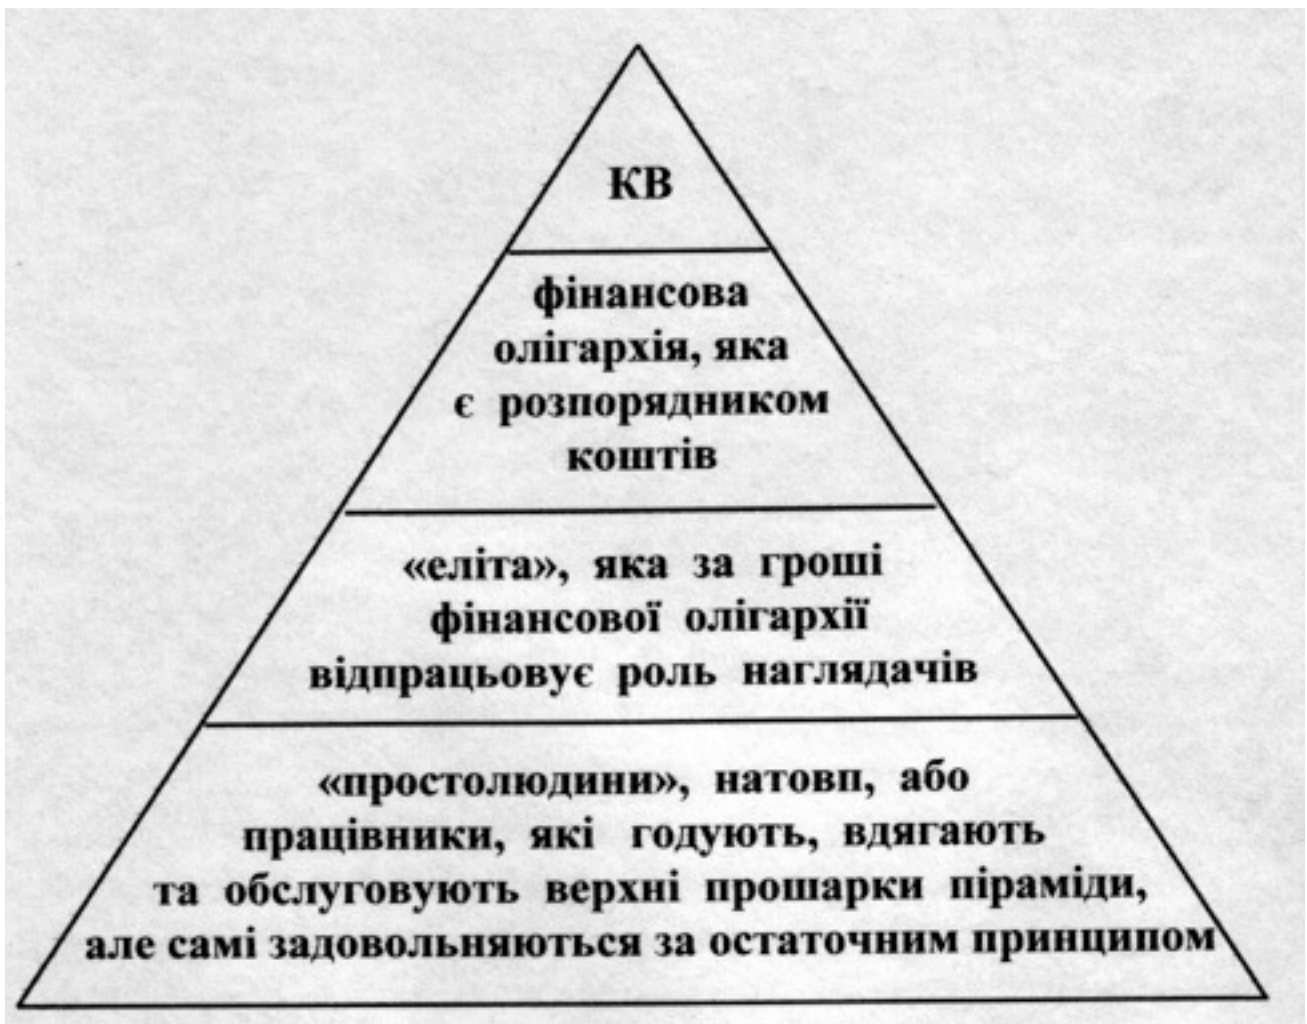 КВ
фінансова
олігархія, яка
є розпорядником
коштів
«еліта», яка за гроші
фінансової олігархії
відпрацьовує роль наглядачів
«простолюдини», натовп, або
працівники, які годують, вдягають
та обслуговують верхні прошарки піраміди,
але самі задовольняються за остаточним принципом